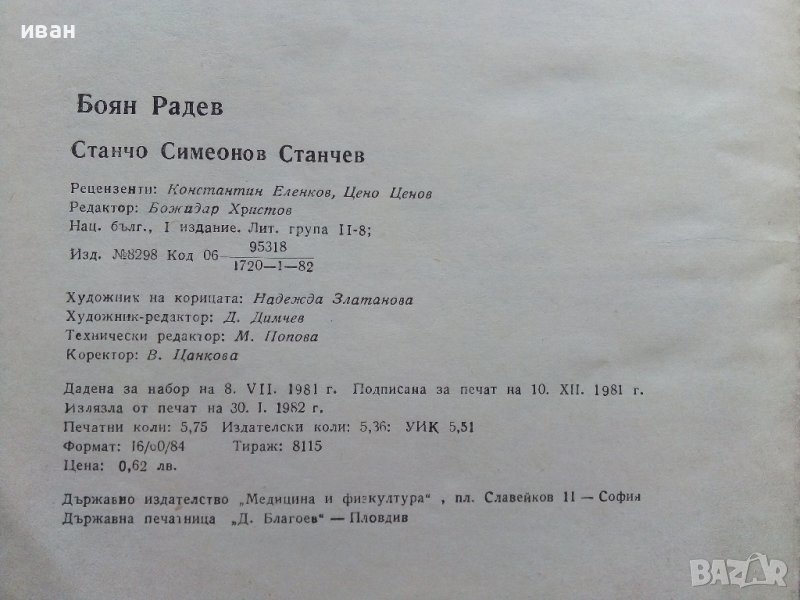 иван
Боян Радев
Станчо Симеонов Станчев
Рецензенти: Константин Еленков, Цено Ценов
Редактор: Божидар Христов
Нац. бълг., I издание. Лит. група II-8;
95318
Изд. №8298 Код 06
1720—1—82
Художник на корицата: Надежда Златанова
Художник-редактор: Д. Димчев
Технически редактор: М. Попова
Коректор: В. Цанкова
Дадена за набор на 8. VII. 1981 г. Подписана за печат на 10. XII. 1981 г.
Излязла от печат на 30. I. 1982 г.
Печатни коли: 5,75 Издателски коли: 5,36: УИК 5,51
Формат: 16/60/84 Тираж: 8115
Цена: 0,62 лв.
Държавно издателство „Медицина и физкултура“ , пл. Славейков 11 — София
Държавна печатница „Д. Благоев“ — Пловдив
BAZAR